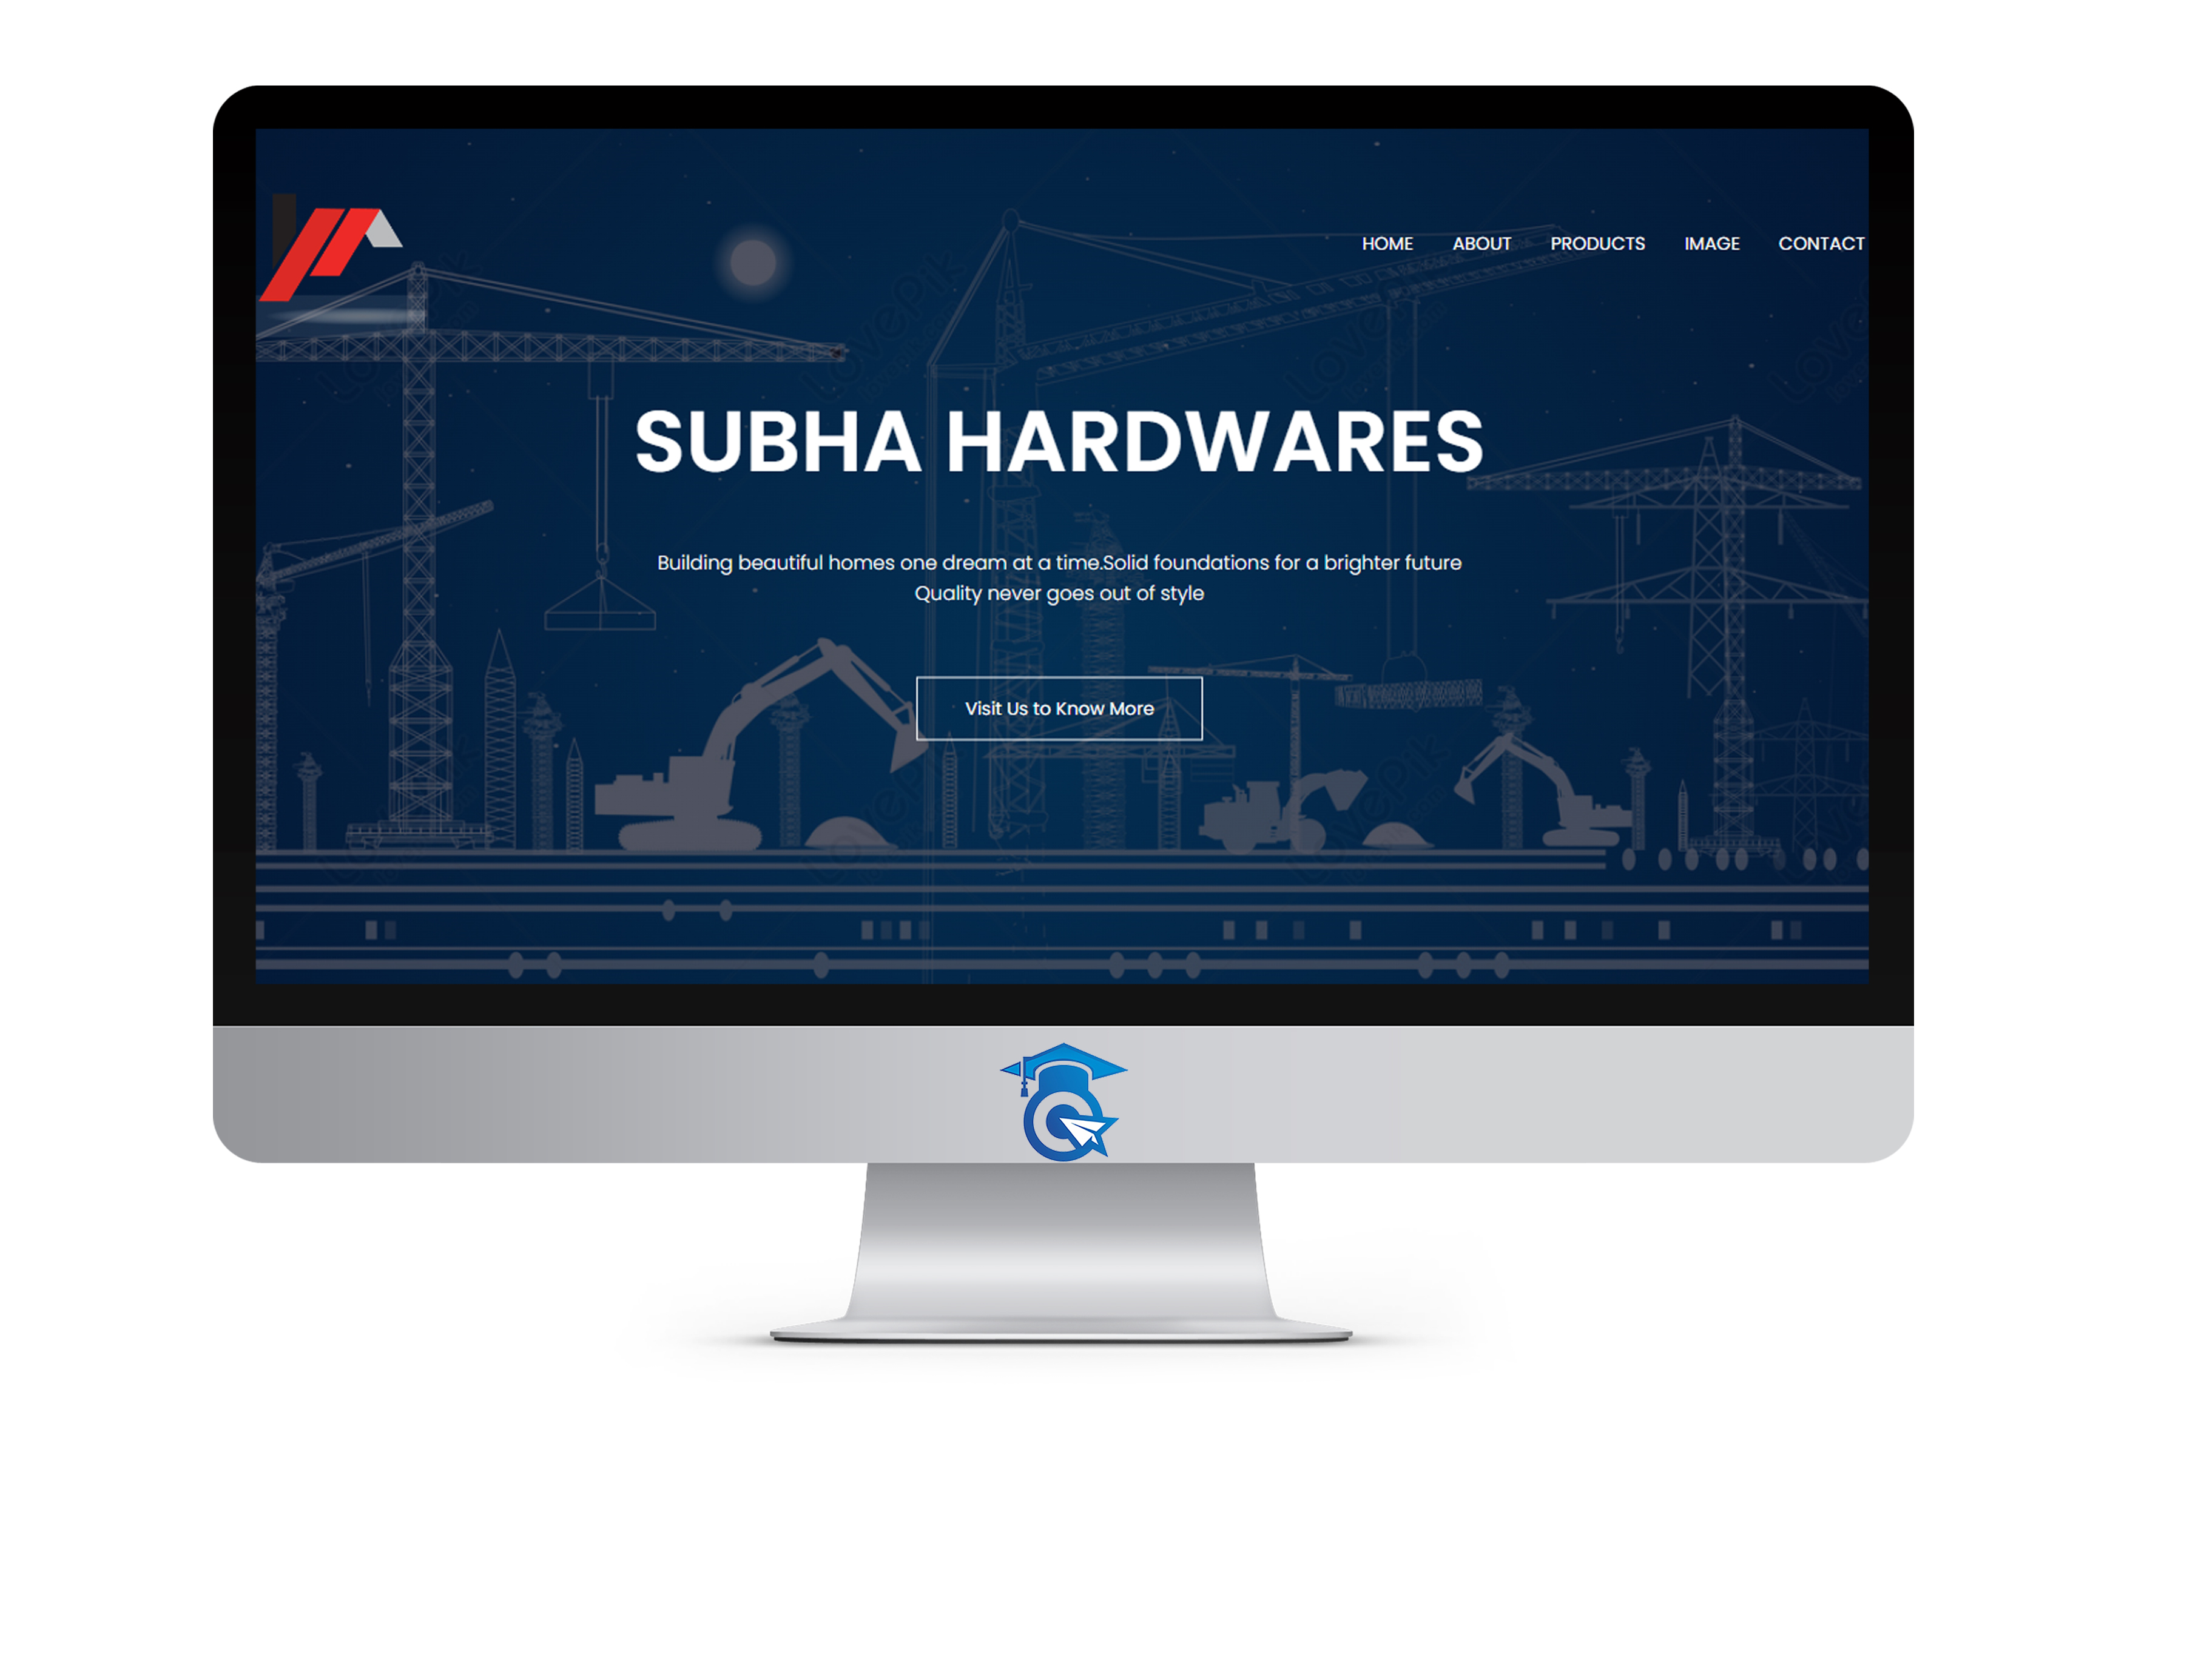 HOME ABOUT PRODUCTS IMAGE CONTACT
SUBHA HARDWARES
Building beautiful homes one dream at a time.Solid foundations for a brighter future
Quality never goes out of style
Visit Us to Know More